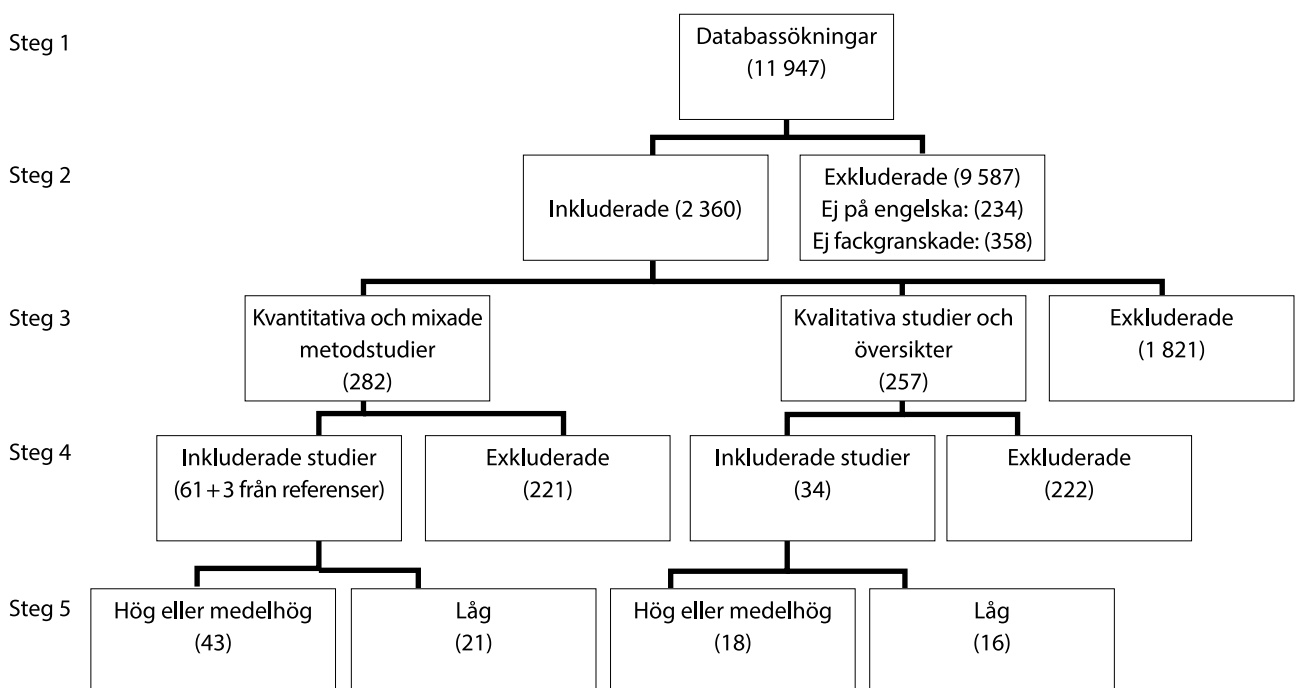 Steg 1
Databassökningar
(11 947)
Steg 2
Inkluderade (2 360)
Exkluderade (9 587)
Ej på engelska: (234)
Ej fackgranskade: (358)
Steg 3
Kvantitativa och mixade
metodstudier
(282)
Kvalitativa studier och
översikter
(257)
Exkluderade
(1 821)
Steg 4
Inkluderade studier
(61 + 3 från referenser)
Exkluderade
(221)
Inkluderade studier
(34)
Exkluderade
(222)
Steg 5
Hög eller medelhög
(43)
Låg
(21)
Hög eller medelhög
(18)
Låg
(16)